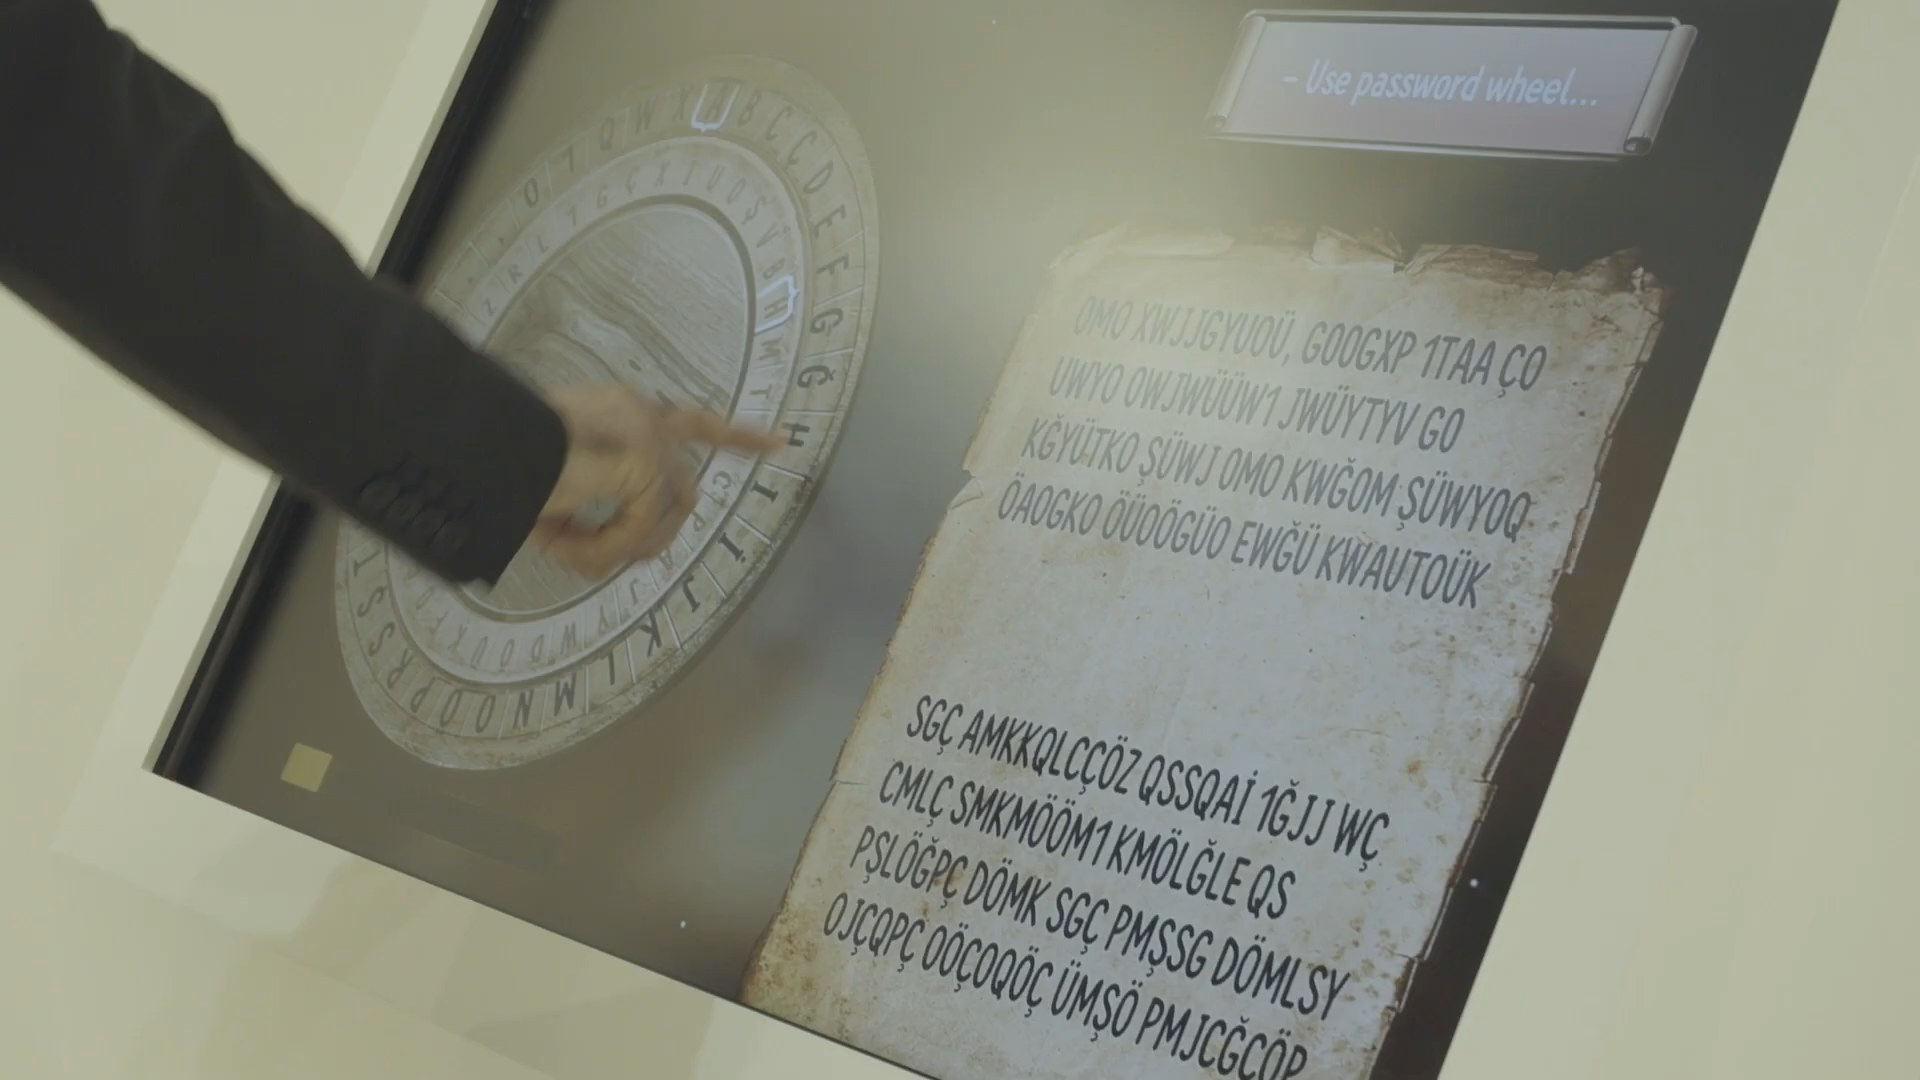 - Use password wheel...
OMO XWJJGYUOÜ, GOOGXP 1TAA ÇO
UWYO OWJWÜÜW1 JWÜYTYV GO
KĞYÜTKO ŞÜWJ OMO KWĞOM ŞÜWYOQ
ÖAOGKO ÖÜOÖGÜO EWĞÜ KWAUTOÜK
SGÇ AMKKQLCÇÖZ QSSQAİ 1ĞJJ WÇ
CMLÇ SMKMÖÖM1 KMÖLĞLE QS
PŞLÖĞPÇ DÖMK SGÇ PMŞSG DÖMLSY
OJÇQPÇ OÖÇOQÖÇ ÜMŞÖ PMJCĞÇÖP